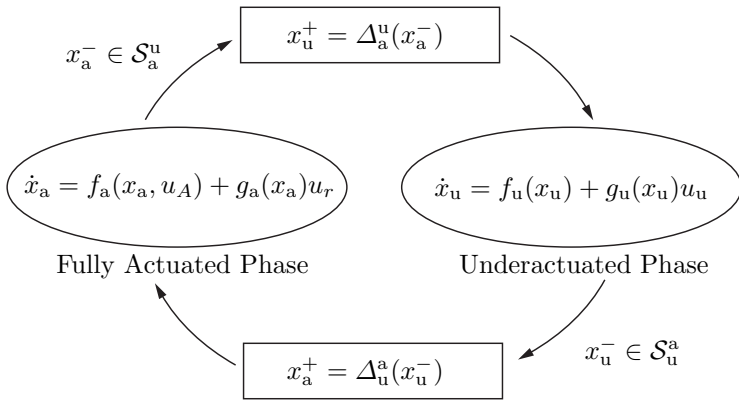 x_u^+ = Δ_a^u(x_a^-)
x_a^- ∈ 𝒮_a^u
ẋ_a = f_a(x_a, u_A) + g_a(x_a)u_r
ẋ_u = f_u(x_u) + g_u(x_u)u_u
Fully Actuated Phase
Underactuated Phase
x_a^+ = Δ_u^a(x_u^-)
x_u^- ∈ 𝒮_u^a